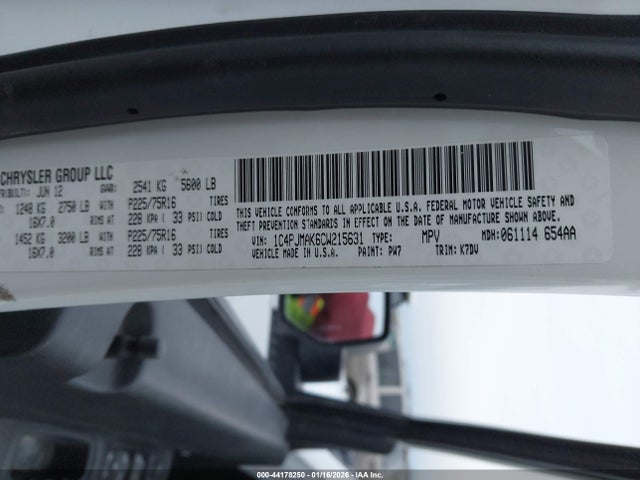 CHRYSLER GROUP LLC
(BUILT): JUN 12 GVWR: 2541 KG 5600 LB
1248 KG 2750 LB WITH P225/75R16 TIRES
16X7.0 RIMS AT 228 KPA ( 33 PSI) COLD
1452 KG 3200 LB WITH P225/75R16 TIRES
16X7.0 RIMS AT 228 KPA ( 33 PSI) COLD
THIS VEHICLE CONFORMS TO ALL APPLICABLE U.S.A. FEDERAL MOTOR VEHICLE SAFETY
AND THEFT PREVENTION STANDARDS IN EFFECT ON THE DATE OF MANUFACTURE SHOWN ABOVE.
VIN: 1C4PJMAK6CW215631 TYPE: MPV MDH: 061114 654AA
VEHICLE MADE IN U.S.A. PAINT: PW7 TRIM: K7DV
000-44178250 - 01/16/2026 - IAA Inc.